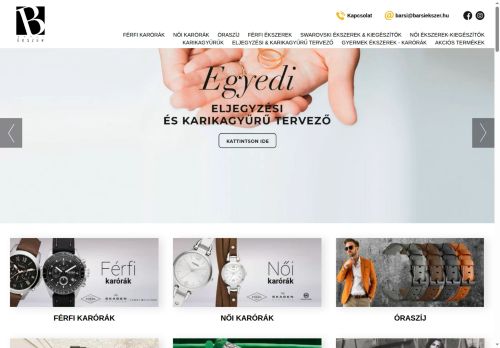 B
ÉKSZER
Kapcsolat
barsi@barsiekszer.hu
FÉRFI KARÓRÁK NŐI KARÓRÁK ÓRASZÍJ FÉRFI ÉKSZEREK SWAROVSKI ÉKSZEREK & KIEGÉSZÍTŐK NŐI ÉKSZEREK-KIEGÉSZÍTŐK
KARIKAGYŰRŰK ELJEGYZÉSI & KARIKAGYŰRŰ TERVEZŐ GYERMEK ÉKSZEREK - KARÓRÁK AKCIÓS TERMÉKEK
Egyedi
ELJEGYZÉSI
ÉS KARIKAGYŰRŰ TERVEZŐ
KATTINTSON IDE
Férfi
karórák
FOSSIL
SKAGEN
Női
karórák
FOSSIL
SKAGEN
FÉRFI KARÓRÁK
NŐI KARÓRÁK
ÓRASZÍJ